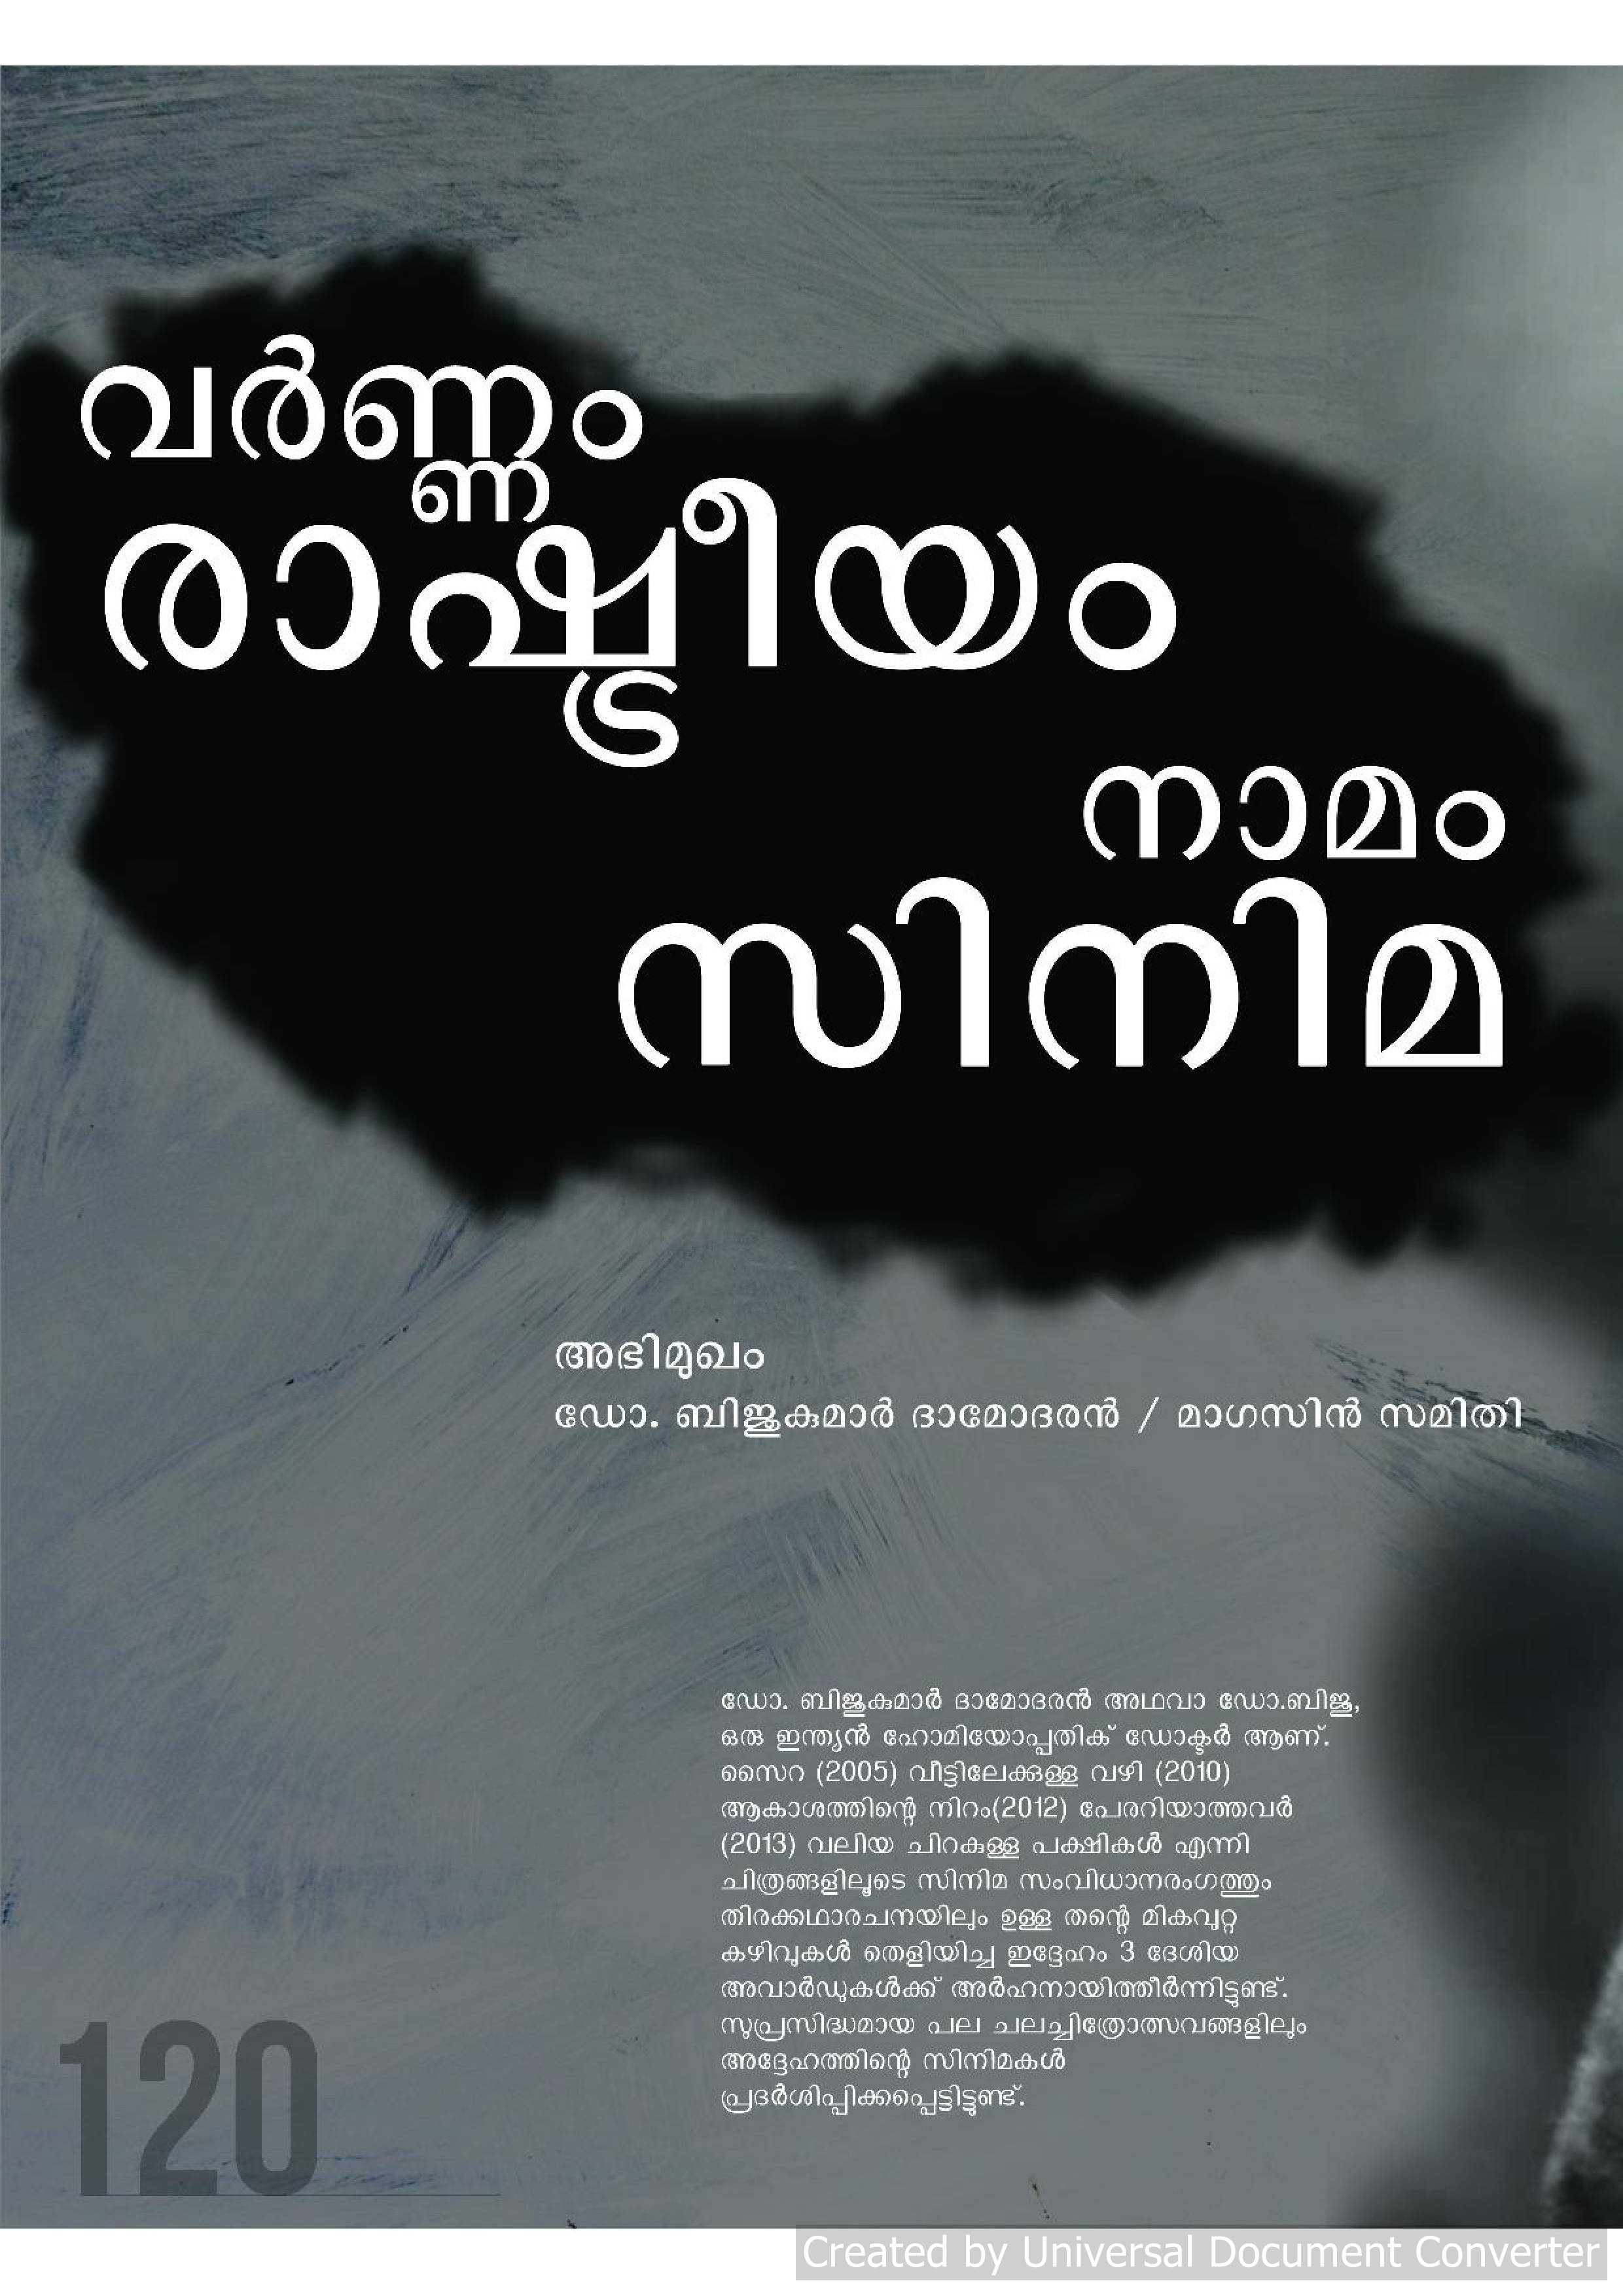 വർണ്ണം
രാഷ്ട്രീയം
നാമം
സിനിമ
അഭിമുഖം
ഡോ. ബിജുകുമാർ ദാമോദരൻ / മാഗസിൻ സമിതി
ഡോ. ബിജുകുമാർ ദാമോദരൻ അഥവാ ഡോ.ബിജു,
ഒരു ഇന്ത്യൻ ഹോമിയോപ്പതിക് ഡോക്ടർ ആണ്.
സൈറ (2005) വീട്ടിലേക്കുള്ള വഴി (2010)
ആകാശത്തിന്റെ നിറം(2012) പേരറിയാത്തവർ
(2013) വലിയ ചിറകുള്ള പക്ഷികൾ എന്നി
ചിത്രങ്ങളിലൂടെ സിനിമ സംവിധാനരംഗത്തും
തിരക്കഥാരചനയിലും ഉള്ള തന്റെ മികവുറ്റ
കഴിവുകൾ തെളിയിച്ച ഇദ്ദേഹം 3 ദേശിയ
അവാർഡുകൾക്ക് അർഹനായിത്തീർന്നിട്ടുണ്ട്.
സുപ്രസിദ്ധമായ പല ചലച്ചിത്രോത്സവങ്ങളിലും
അദ്ദേഹത്തിന്റെ സിനിമകൾ
പ്രദർശിപ്പിക്കപ്പെട്ടിട്ടുണ്ട്.
120
Created by Universal Document Converter